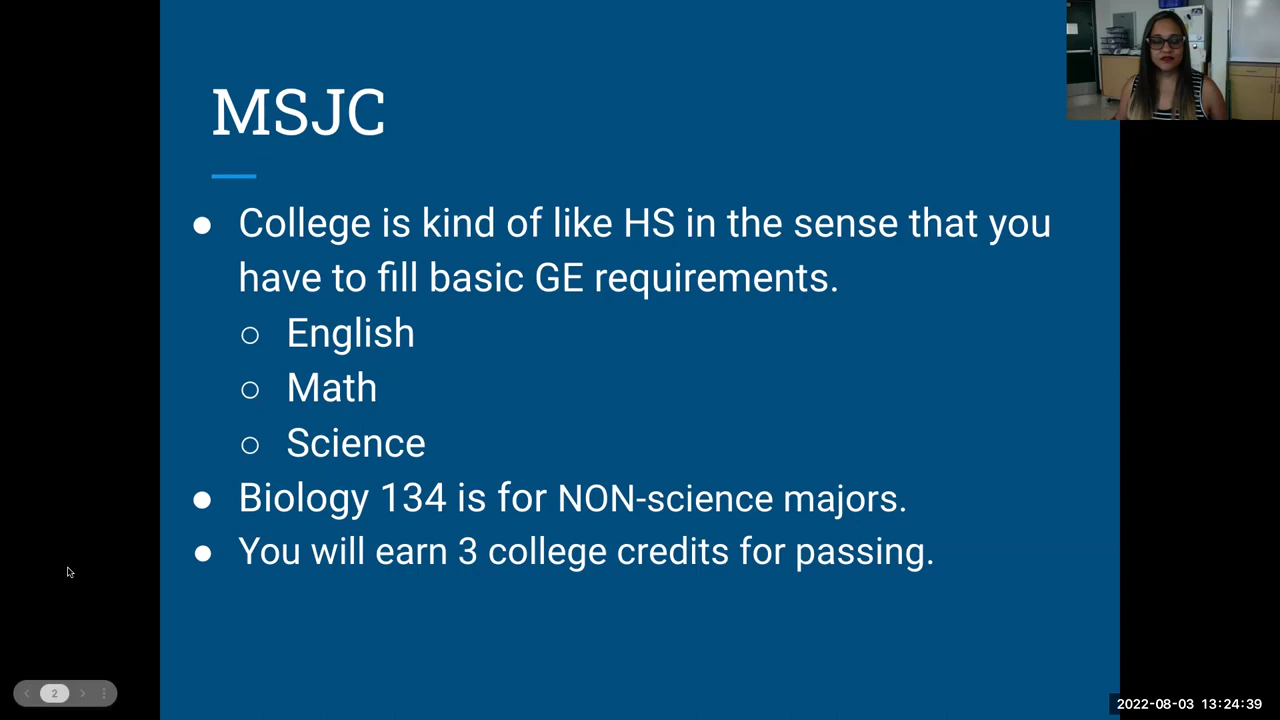 MSJC
● College is kind of like HS in the sense that you
have to fill basic GE requirements.
○ English
○ Math
○ Science
● Biology 134 is for NON-science majors.
● You will earn 3 college credits for passing.
2
2022-08-03 13:24:39